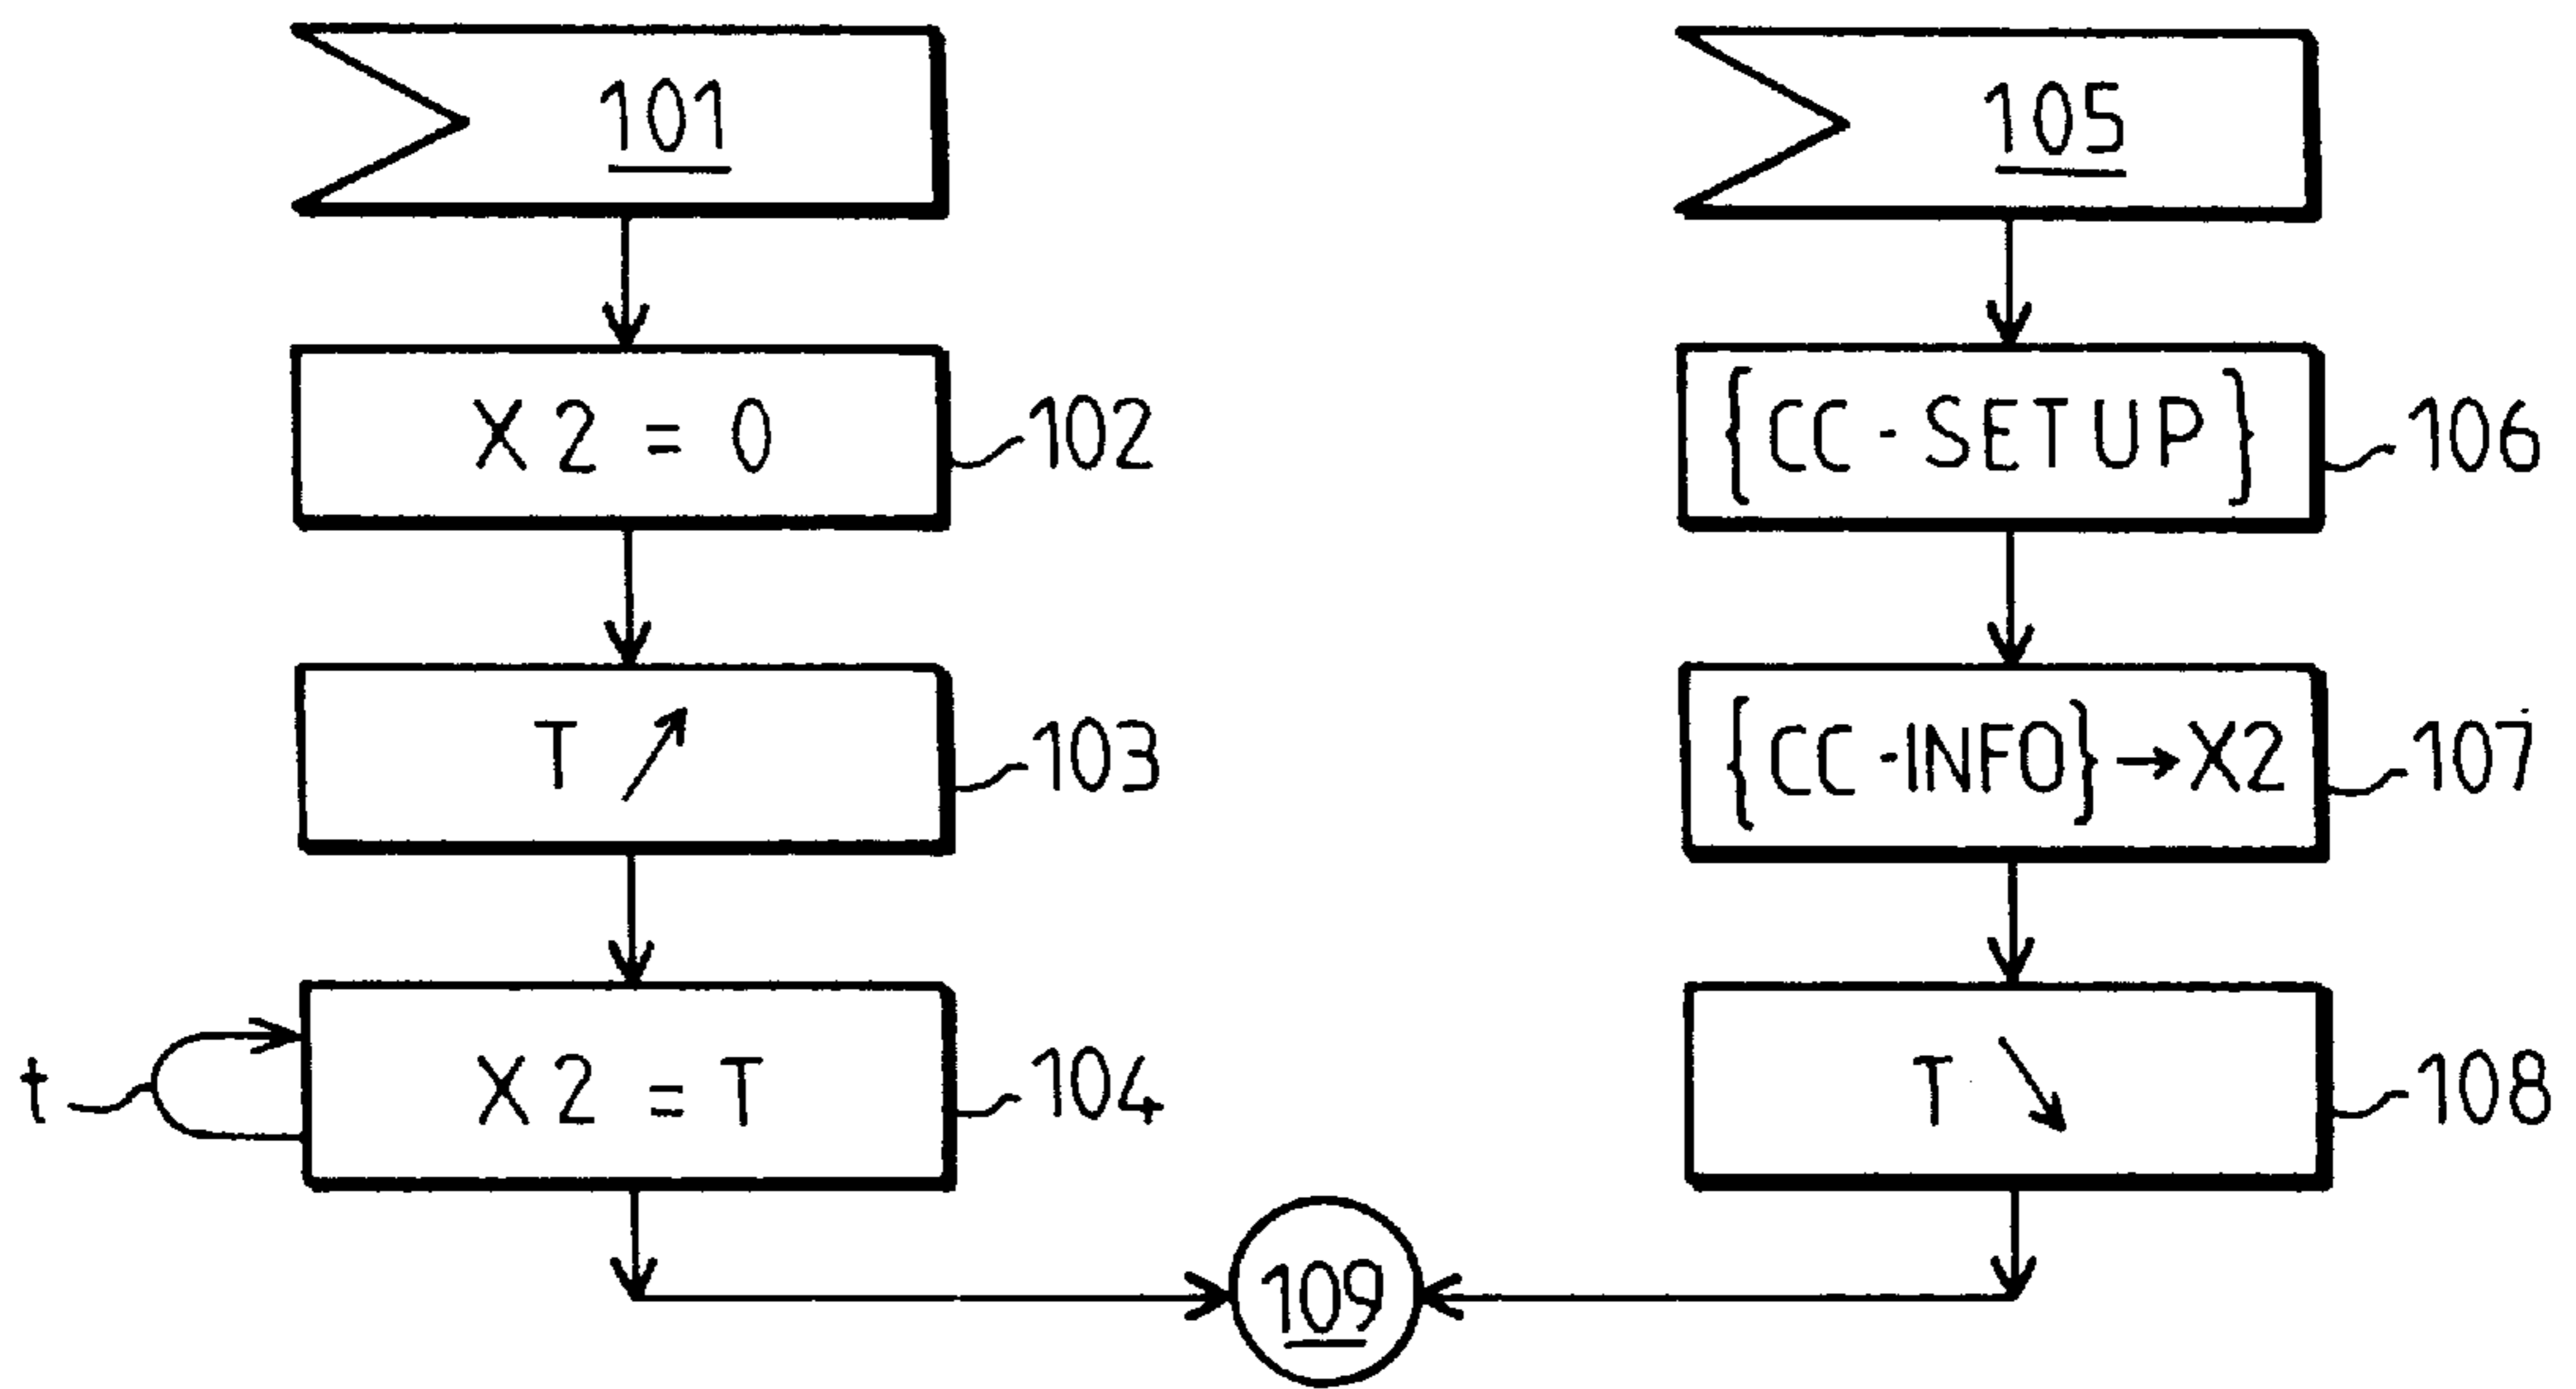 101
X2 = 0
102
T ↗
103
X2 = T
104
t
105
{CC-SETUP}
106
{CC-INFO}→X2
107
T ↘
108
109